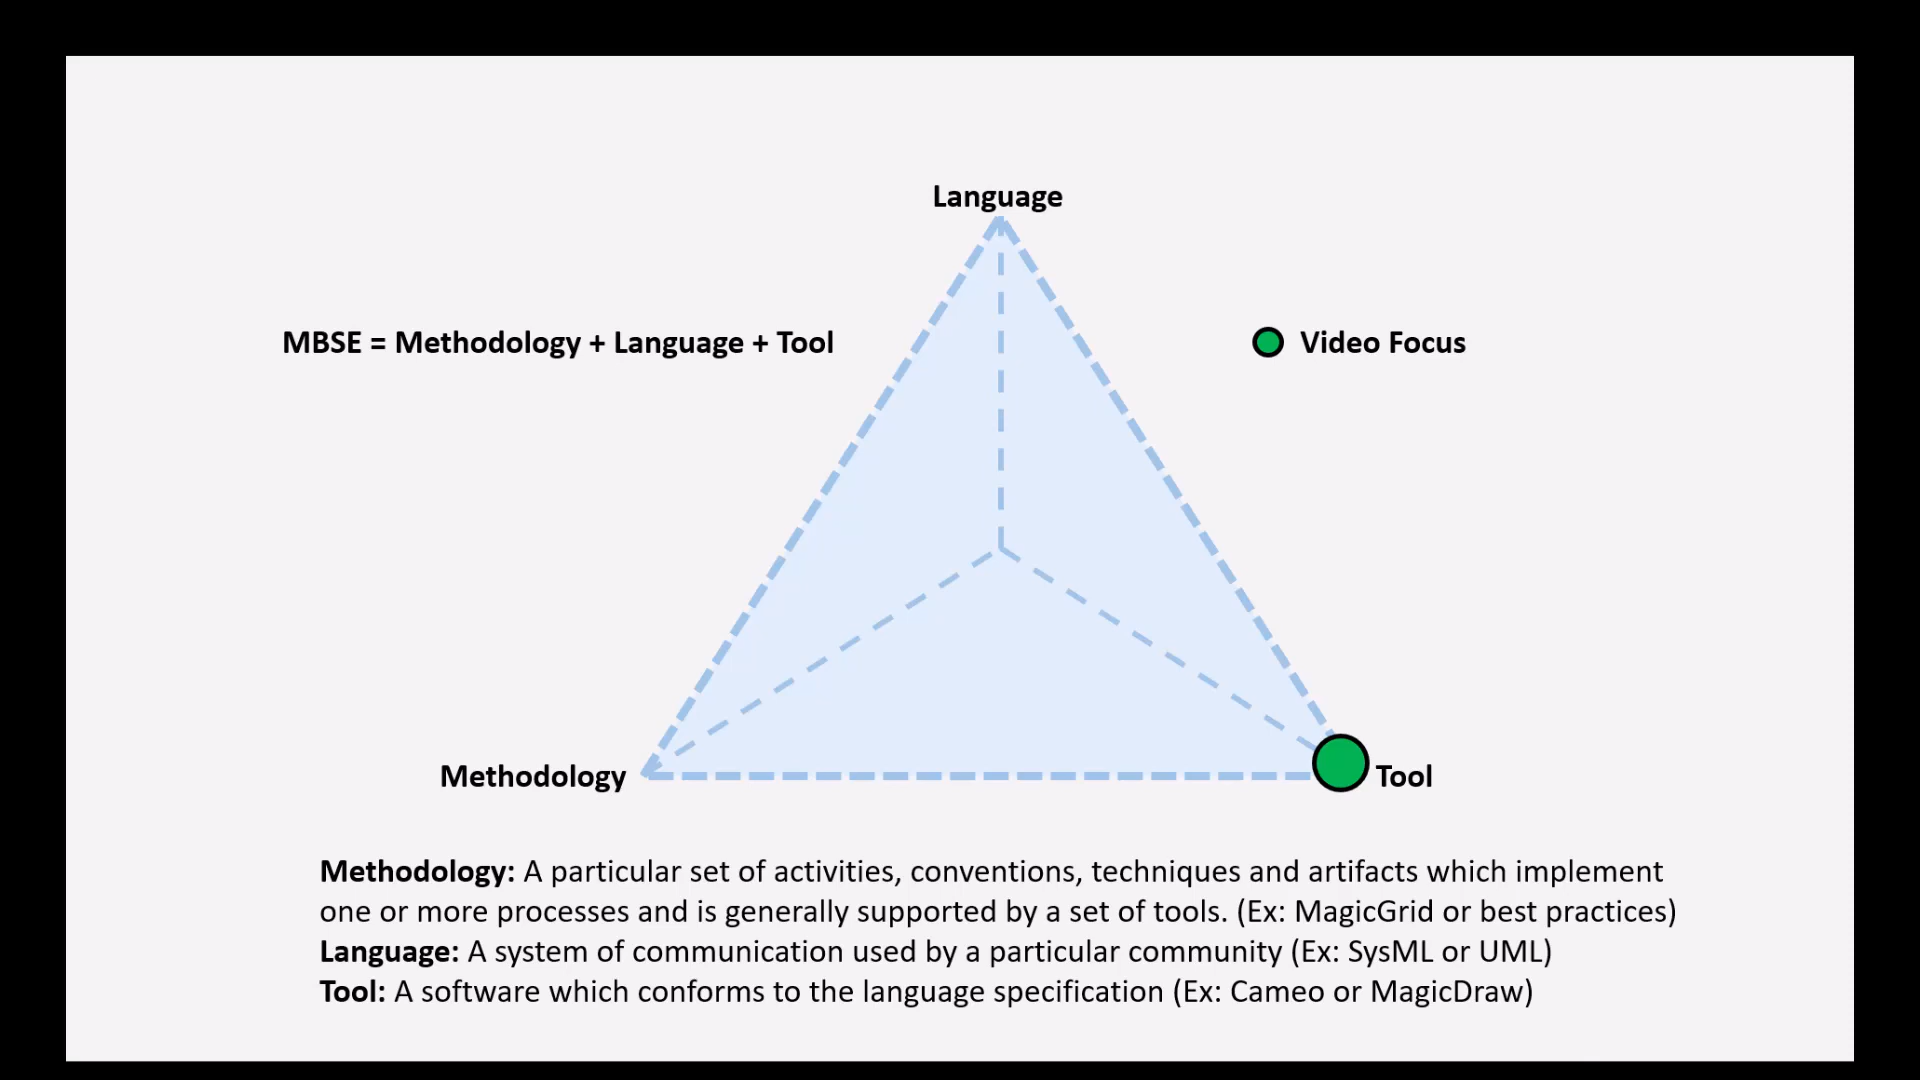 Language
MBSE = Methodology + Language + Tool
Video Focus
Methodology
Tool
Methodology: A particular set of activities, conventions, techniques and artifacts which implement
one or more processes and is generally supported by a set of tools. (Ex: MagicGrid or best practices)
Language: A system of communication used by a particular community (Ex: SysML or UML)
Tool: A software which conforms to the language specification (Ex: Cameo or MagicDraw)